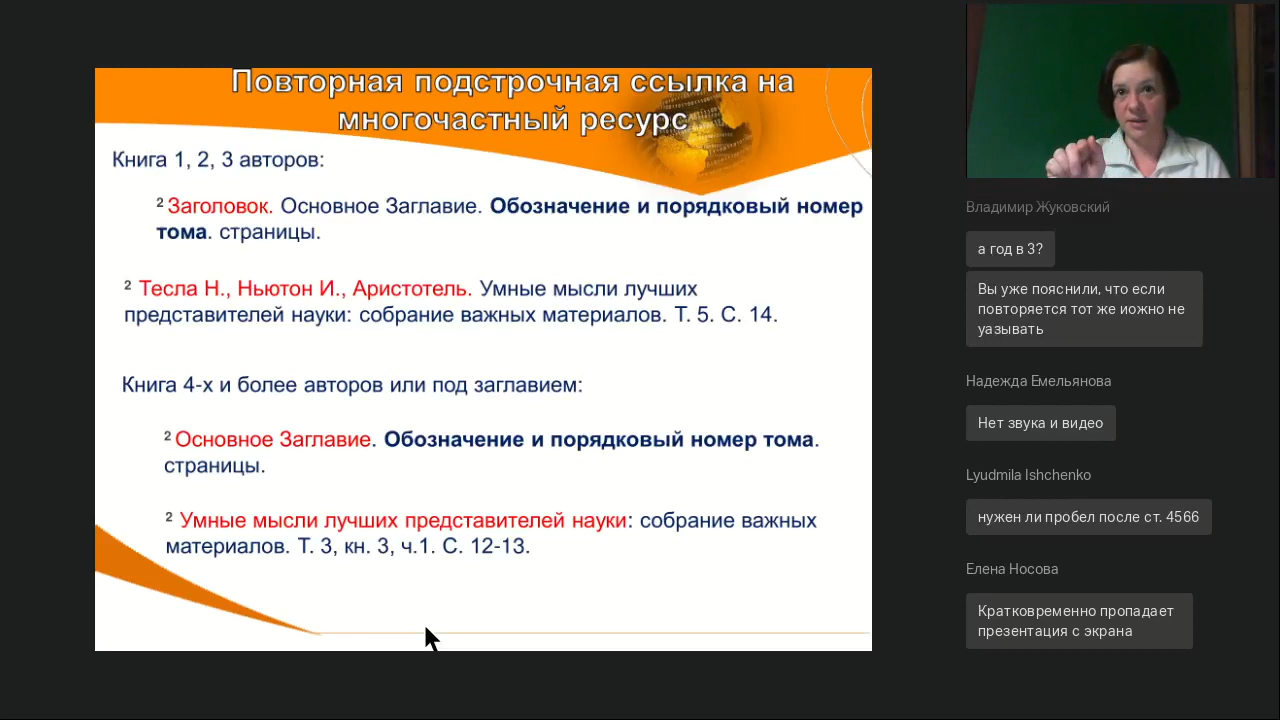 Повторная подстрочная ссылка на
многочастный ресурс
Книга 1, 2, 3 авторов:
² Заголовок. Основное Заглавие. Обозначение и порядковый номер
тома. страницы.
² Тесла Н., Ньютон И., Аристотель. Умные мысли лучших
представителей науки: собрание важных материалов. Т. 5. С. 14.
Книга 4-х и более авторов или под заглавием:
² Основное Заглавие. Обозначение и порядковый номер тома.
страницы.
² Умные мысли лучших представителей науки: собрание важных
материалов. Т. 3, кн. 3, ч.1. С. 12-13.
Владимир Жуковский
а год в 3?
Вы уже пояснили, что если
повторяется тот же иожно не
уазывать
Надежда Емельянова
Нет звука и видео
Lyudmila Ishchenko
нужен ли пробел после ст. 4566
Елена Носова
Кратковременно пропадает
презентация с экрана